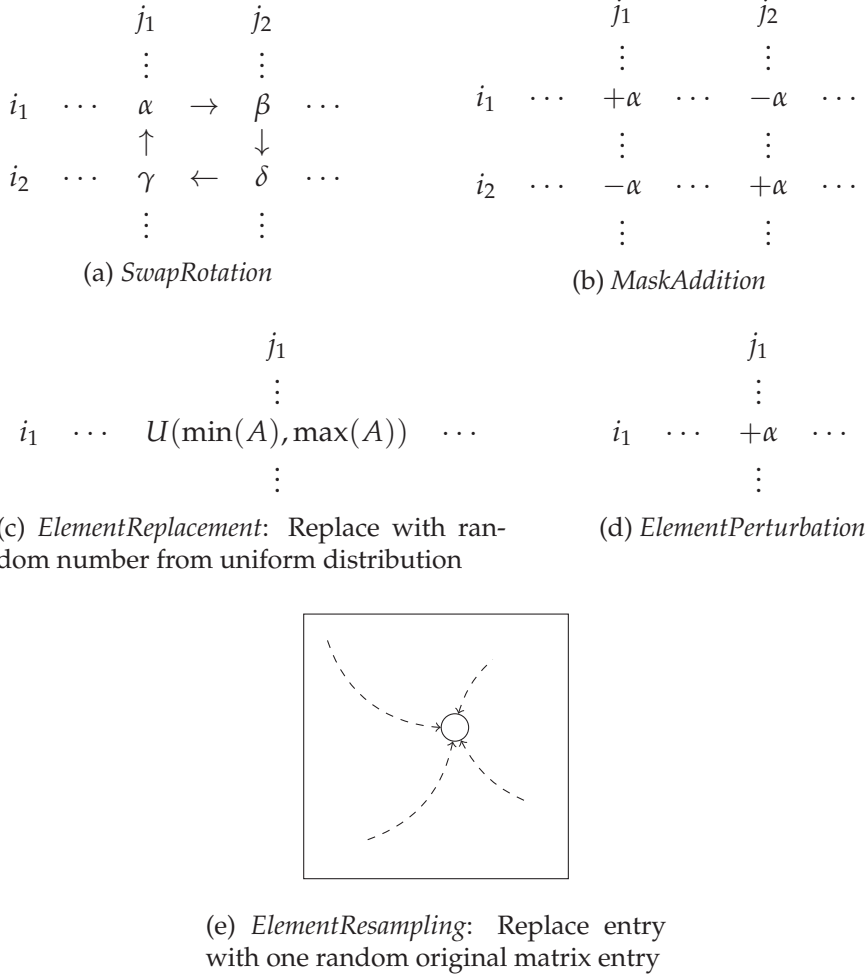 j₁ j₂
⋮ ⋮
i₁ ⋯ α → β ⋯
↑ ↓
i₂ ⋯ γ ← δ ⋯
⋮ ⋮
(a) SwapRotation
j₁ j₂
⋮ ⋮
i₁ ⋯ +α ⋯ −α ⋯
⋮ ⋮
i₂ ⋯ −α ⋯ +α ⋯
⋮ ⋮
(b) MaskAddition
j₁
⋮
i₁ ⋯ U(min(A), max(A)) ⋯
⋮
(c) ElementReplacement: Replace with ran-
dom number from uniform distribution
j₁
⋮
i₁ ⋯ +α ⋯
⋮
(d) ElementPerturbation
(e) ElementResampling: Replace entry
with one random original matrix entry